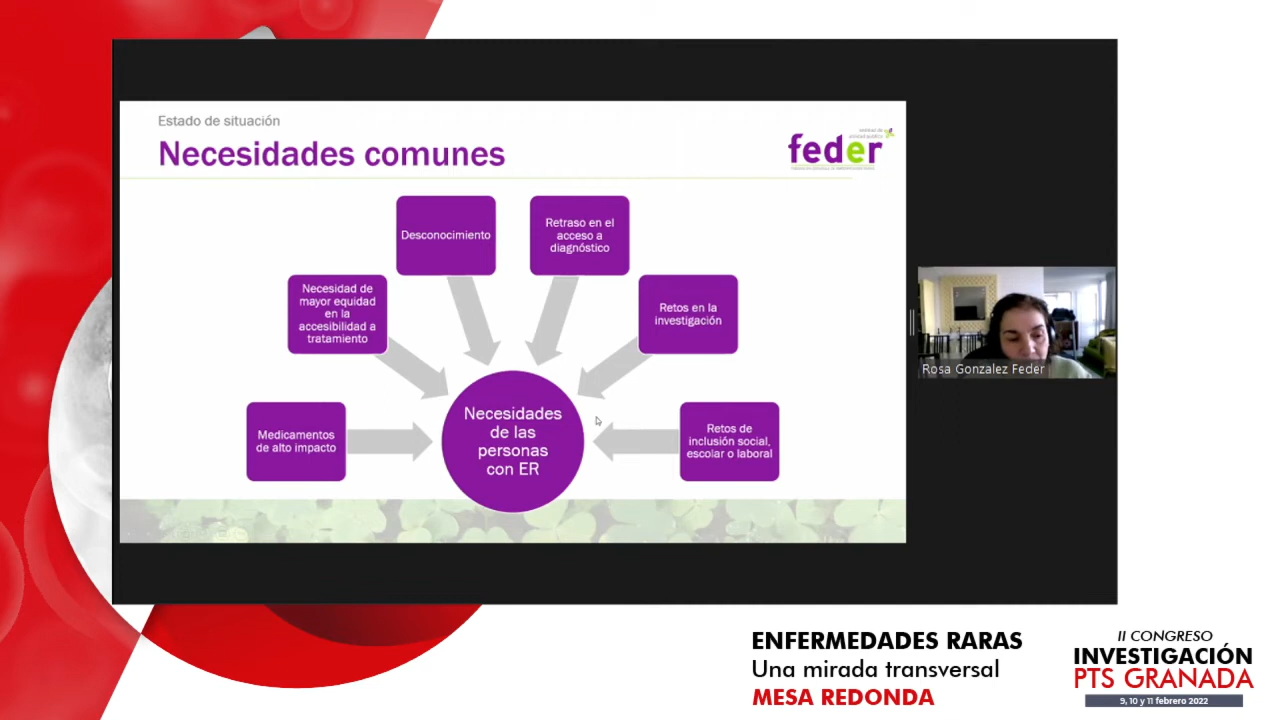 Estado de situación
Necesidades comunes
feder
Desconocimiento
Retraso en el
acceso a
diagnóstico
Necesidad de
mayor equidad
en la
accesibilidad a
tratamiento
Retos en la
investigación
Medicamentos
de alto impacto
Necesidades
de las
personas
con ER
Retos de
inclusión social,
escolar o laboral
Rosa Gonzalez Feder
ENFERMEDADES RARAS
Una mirada transversal
MESA REDONDA
II CONGRESO
INVESTIGACIÓN
PTS GRANADA
9, 10 y 11 febrero 2022